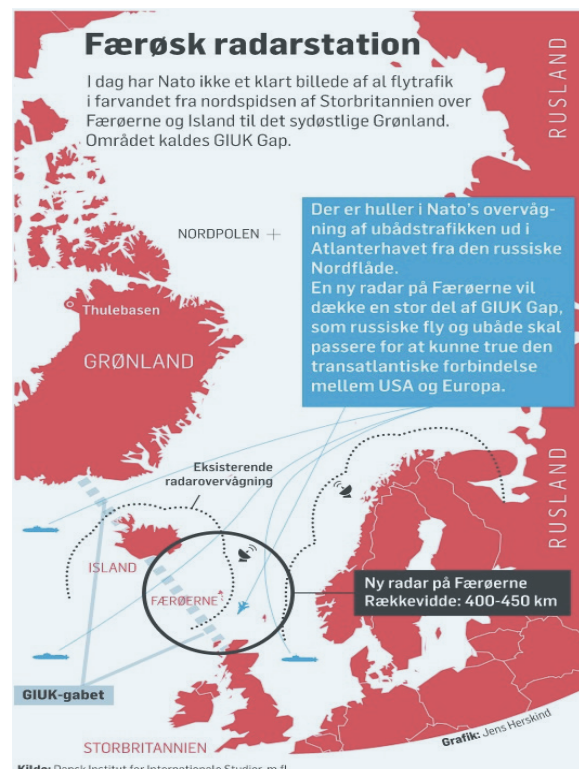 Færøsk radarstation
I dag har Nato ikke et klart billede af al flytrafik
i farvandet fra nordspidsen af Storbritannien over
Færøerne og Island til det sydøstlige Grønland.
Området kaldes GIUK Gap.
RUSLAND
Der er huller i Nato's overvåg-
ning af ubådstrafikken ud i
Atlanterhavet fra den russiske
Nordflåde.
En ny radar på Færøerne vil
dække en stor del af GIUK Gap,
som russiske fly og ubåde skal
passere for at kunne true den
transatlantiske forbindelse
mellem USA og Europa.
NORDPOLEN
Thulebasen
GRØNLAND
Eksisterende
radarovervågning
RUSLAND
ISLAND
FÆRØERNE
Ny radar på Færøerne
Rækkevidde: 400-450 km
GIUK-gabet
STORBRITANNIEN
Grafik: Jens Herskind
Kilde: Dansk Institut for Internationale Studier, m.fl.